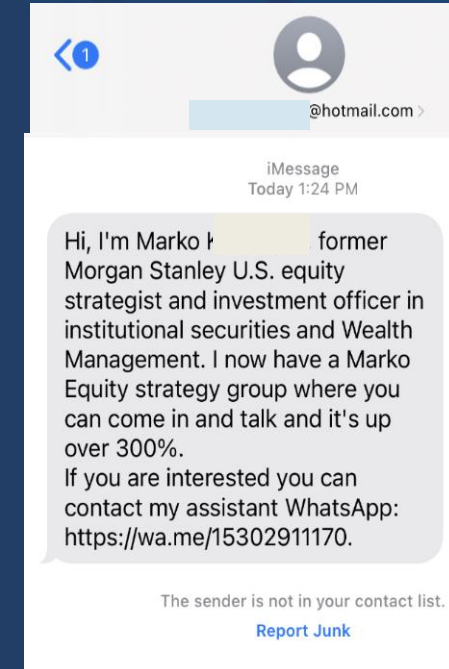 1
@hotmail.com >
iMessage
Today 1:24 PM
Hi, I'm Marko former
Morgan Stanley U.S. equity
strategist and investment officer in
institutional securities and Wealth
Management. I now have a Marko
Equity strategy group where you
can come in and talk and it's up
over 300%.
If you are interested you can
contact my assistant WhatsApp:
https://wa.me/15302911170.
The sender is not in your contact list.
Report Junk